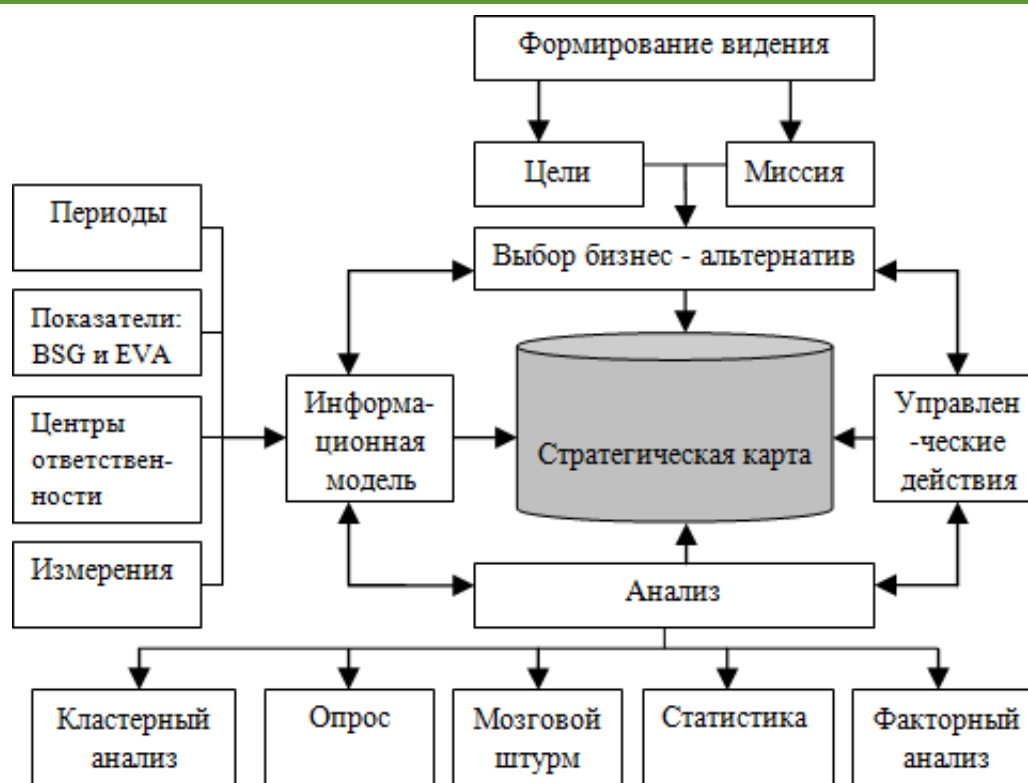 Формирование видения
Цели
Миссия
Периоды
Выбор бизнес - альтернатив
Показатели:
BSG и EVA
Информа-
ционная
модель
Стратегическая карта
Управлен
-ческие
действия
Центры
ответствен-
ности
Измерения
Анализ
Кластерный
анализ
Опрос
Мозговой
штурм
Статистика
Факторный
анализ